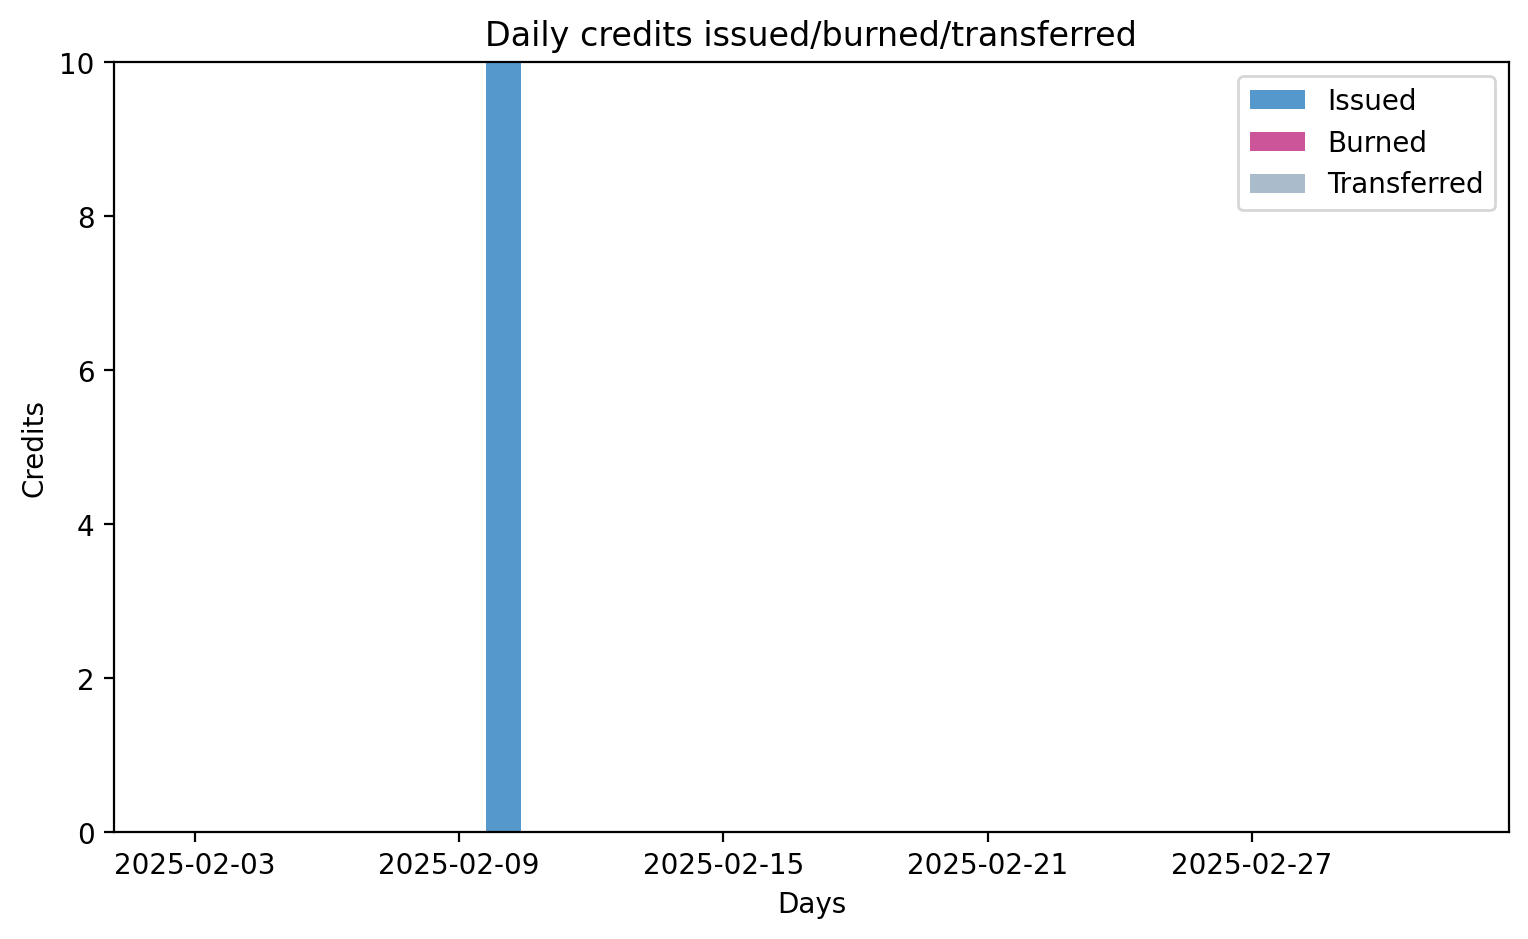 Daily credits issued/burned/transferred
10
8
6
4
2
0
Credits
Issued
Burned
Transferred
2025-02-03
2025-02-09
2025-02-15
2025-02-21
2025-02-27
Days